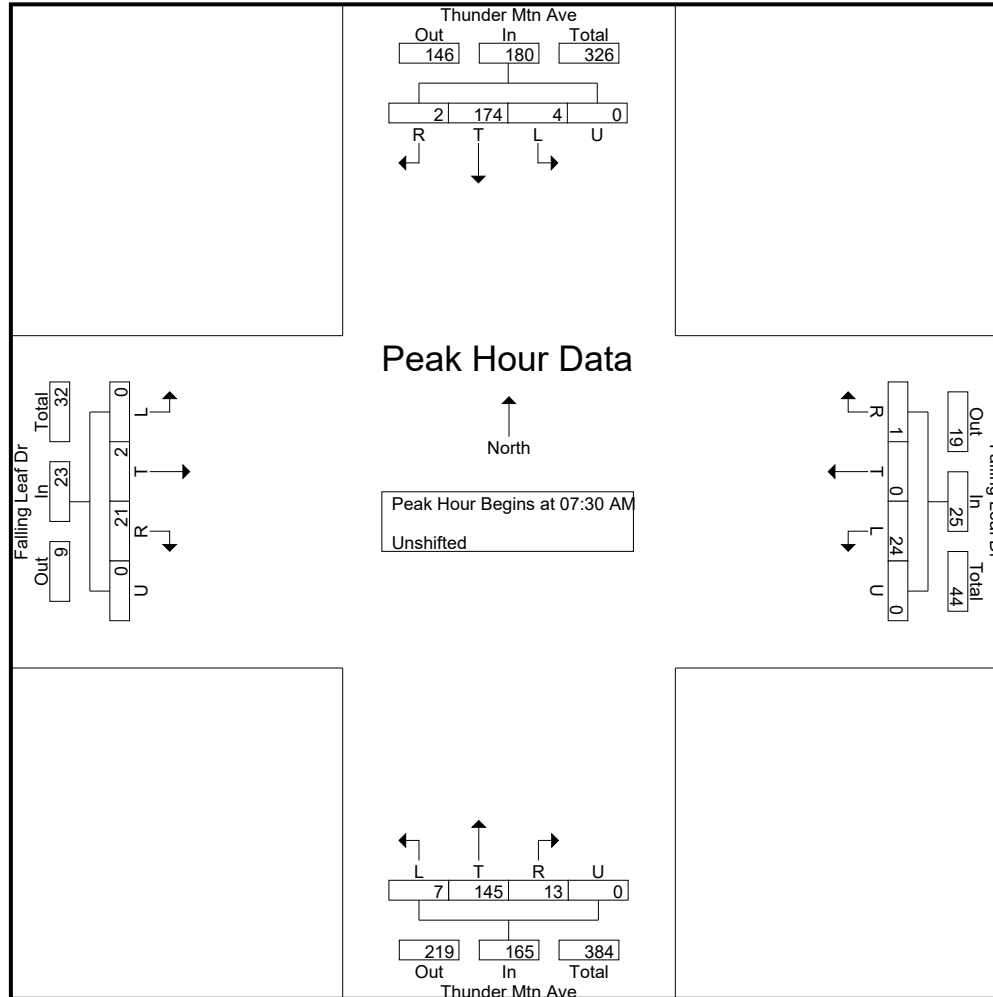 Thunder Mtn Ave
Out In Total
146 180 326
2 174 4 0
R T L U
Peak Hour Data
North
Peak Hour Begins at 07:30 AM
Unshifted
Falling Leaf Dr
Total In Out
32 23 9
0 2 21 0
L T R U
R T L U
1 0 24 0
Out In Total
19 25 44
L T R U
7 145 13 0
219 165 384
Out In Total
Thunder Mtn Ave